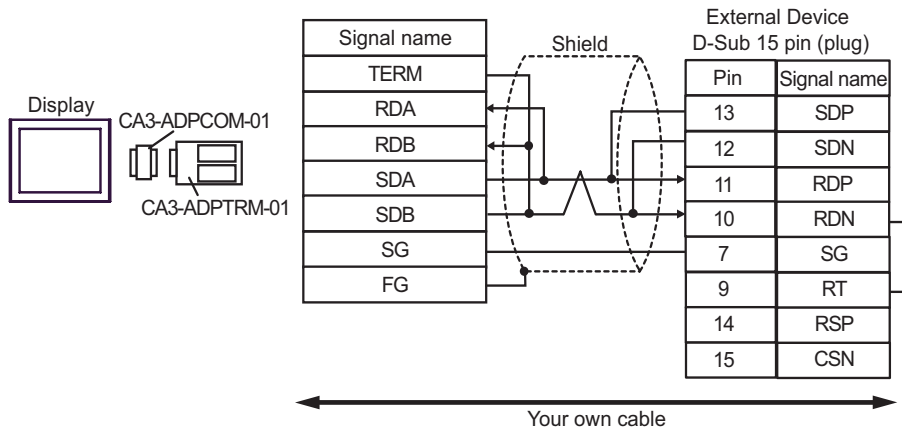 Display
CA3-ADPCOM-01
CA3-ADPTRM-01
Signal name
TERM
RDA
RDB
SDA
SDB
SG
FG
Shield
External Device
D-Sub 15 pin (plug)
Pin Signal name
13 SDP
12 SDN
11 RDP
10 RDN
7 SG
9 RT
14 RSP
15 CSN
Your own cable